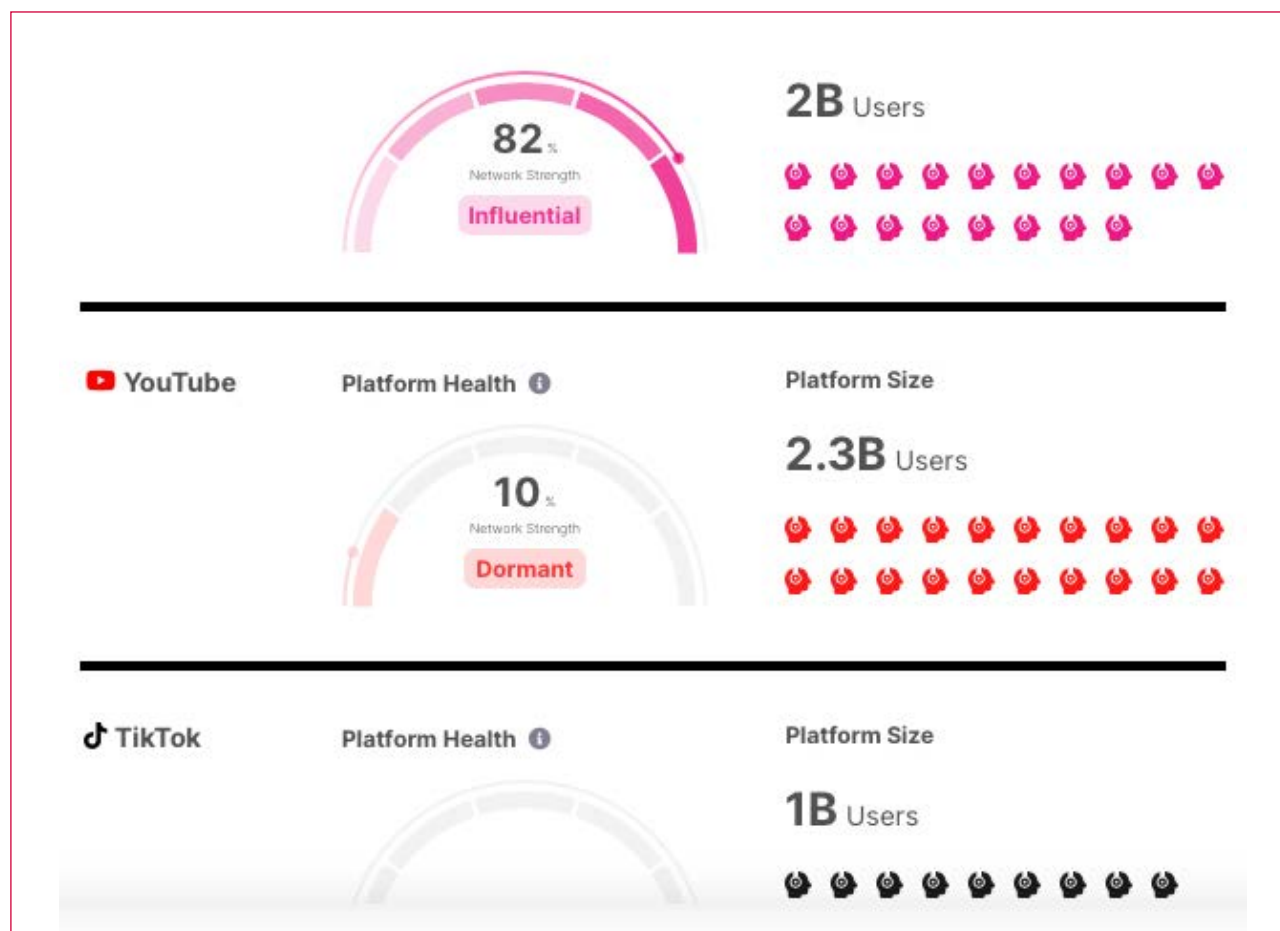 2B Users
82 %
Network Strength
Influential
YouTube
Platform Health
Platform Size
2.3B Users
10 %
Network Strength
Dormant
TikTok
Platform Health
Platform Size
1B Users